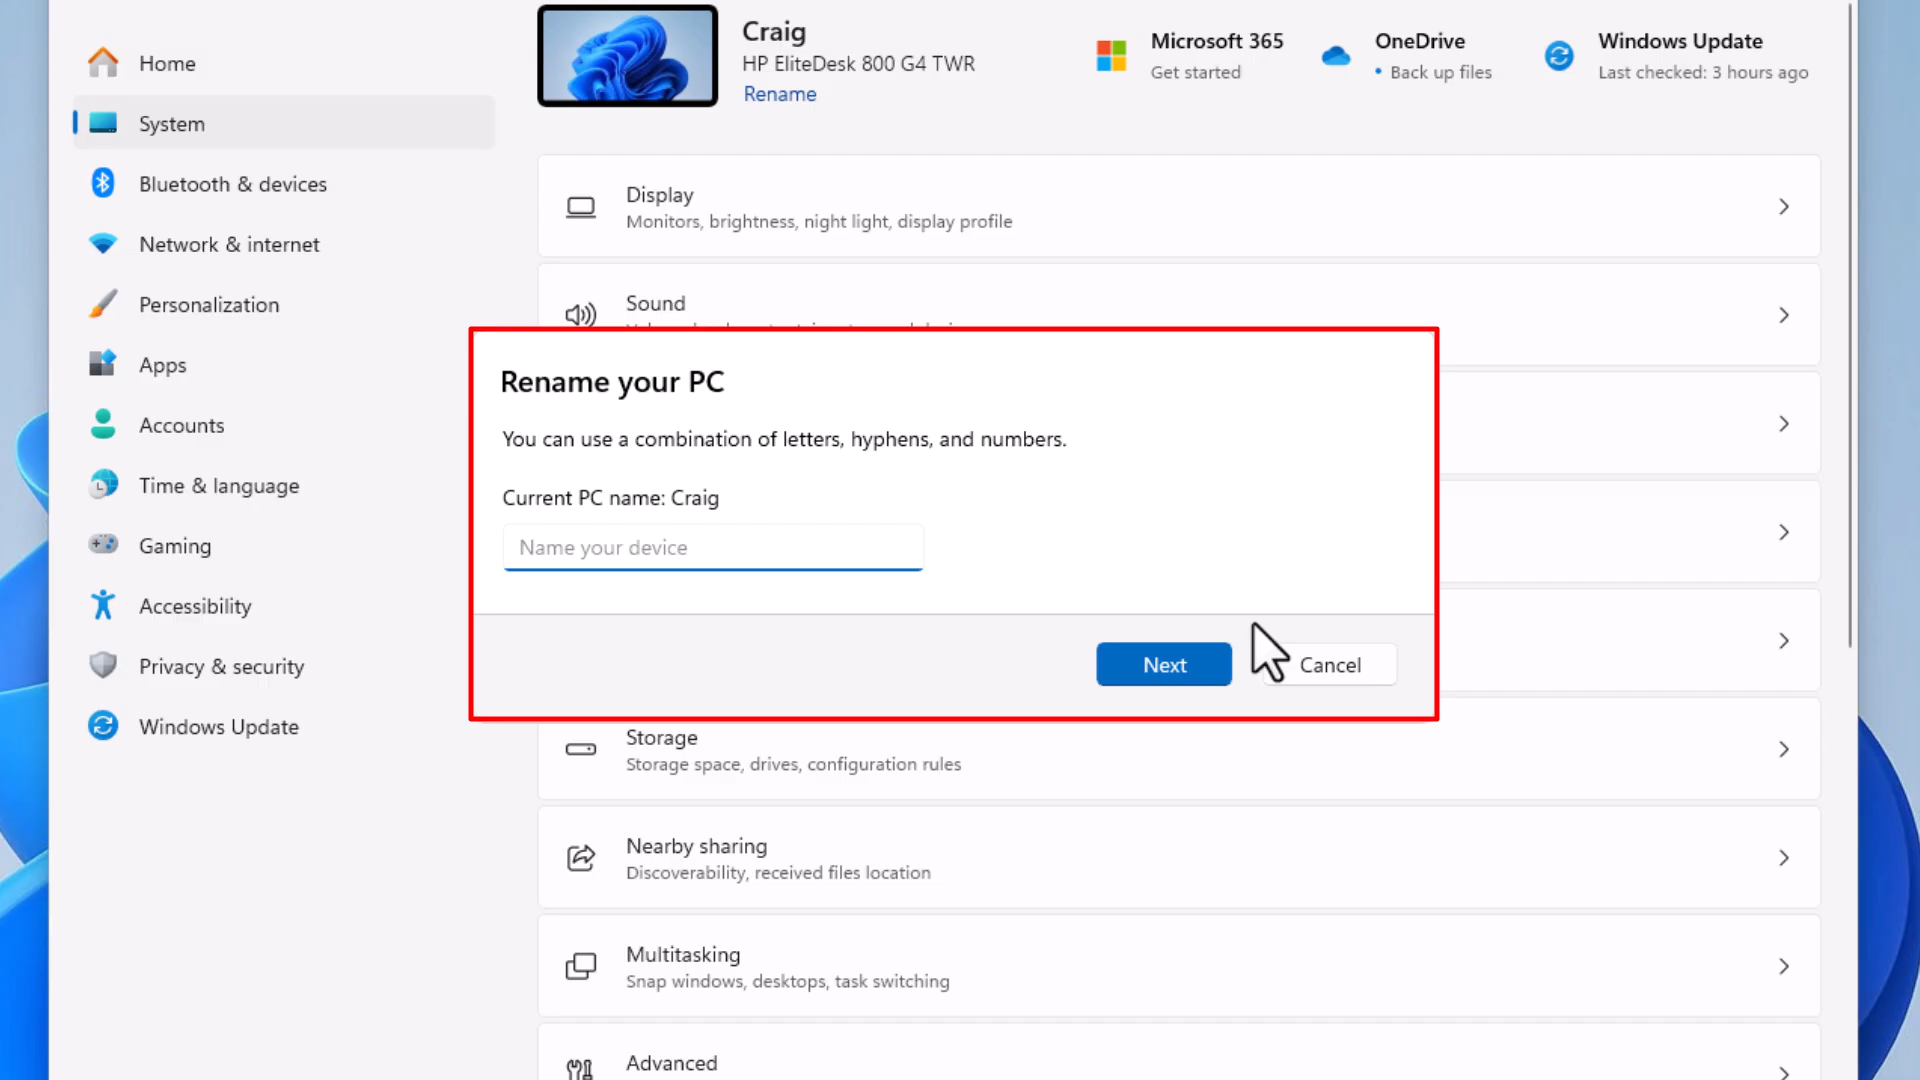 Home
System
Bluetooth & devices
Network & internet
Personalization
Apps
Accounts
Time & language
Gaming
Accessibility
Privacy & security
Windows Update
Craig
HP EliteDesk 800 G4 TWR
Rename
Microsoft 365
Get started
OneDrive
• Back up files
Windows Update
Last checked: 3 hours ago
Display
Monitors, brightness, night light, display profile
Sound
Rename your PC
You can use a combination of letters, hyphens, and numbers.
Current PC name: Craig
Name your device
Next
Cancel
Storage
Storage space, drives, configuration rules
Nearby sharing
Discoverability, received files location
Multitasking
Snap windows, desktops, task switching
Advanced